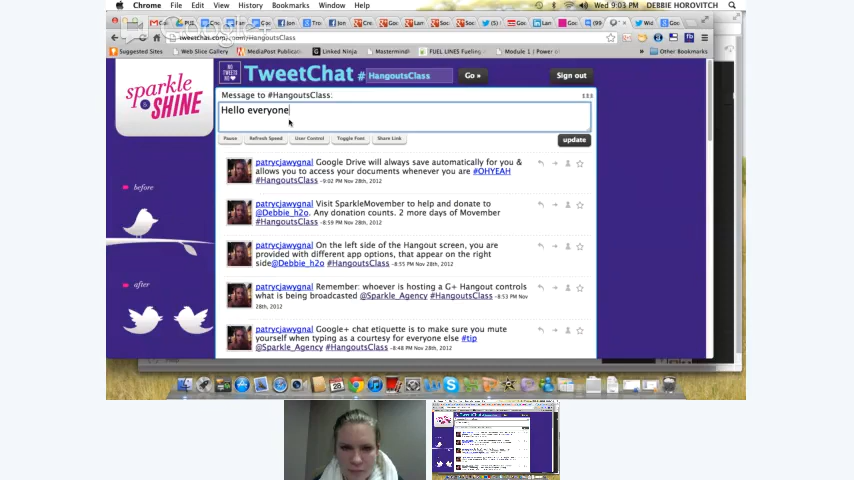 Chrome File Edit View History Bookmarks Window Help Wed 9:03 PM DEBBIE HOROVITCH
tweetchat.com/room/HangoutsClass
Suggested Sites Web Slice Gallery MediaPost Publicac Linked Ninja Mastermind FUEL LINES Fueling Module 1 / Power o Other Bookmarks
sparkle
SHINE
NO TWEETS NO
TweetChat # HangoutsClass Go » Sign out
Message to #HangoutsClass:
Hello everyone
Pause Refresh Speed User Control Toggle Font Share Link update
patrycjawygnal Google Drive will always save automatically for you &
allows you to access your documents whenever you are #OHYEAH
#HangoutsClass -9:02 PM Nov 28th, 2012
before
patrycjawygnal Visit SparkleMovember to help and donate to
@Debbie_h2o. Any donation counts. 2 more days of Movember
#HangoutsClass -8:59 PM Nov 28th, 2012
patrycjawygnal On the left side of the Hangout screen, you are
provided with different app options, that appear on the right
side@Debbie_h2o #HangoutsClass -8:55 PM Nov 28th, 2012
after
patrycjawygnal Remember: whoever is hosting a G+ Hangout controls
what is being broadcasted @Sparkle_Agency #HangoutsClass -8:53 PM Nov
28th, 2012
patrycjawygnal Google+ chat etiquette is to make sure you mute
yourself when typing as a courtesy for everyone else #tip
@Sparkle_Agency #HangoutsClass -8:48 PM Nov 28th, 2012